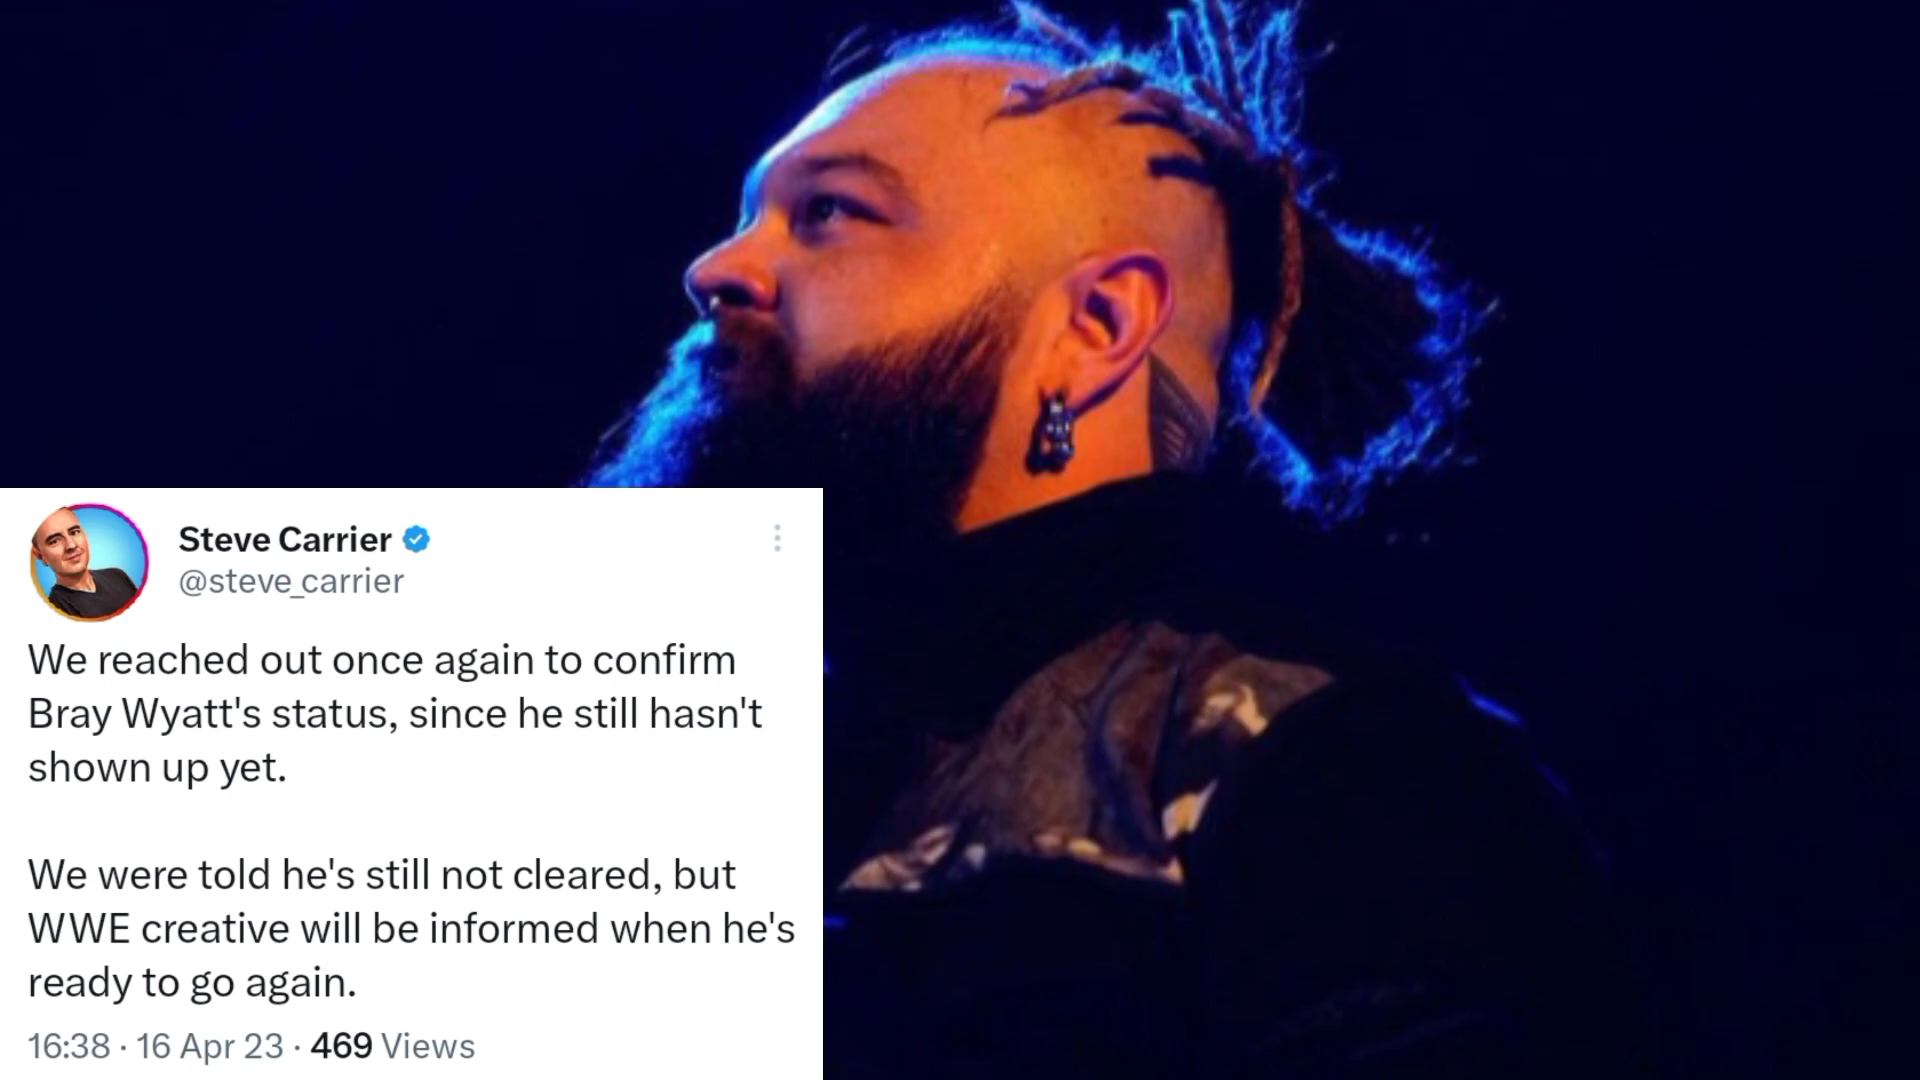 Steve Carrier
@steve_carrier
We reached out once again to confirm
Bray Wyatt's status, since he still hasn't
shown up yet.
We were told he's still not cleared, but
WWE creative will be informed when he's
ready to go again.
16:38 · 16 Apr 23 · 469 Views